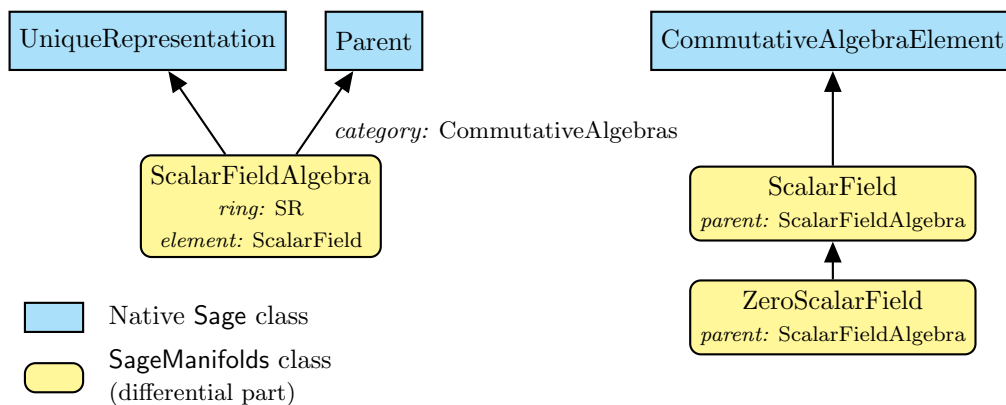 UniqueRepresentation
Parent
CommutativeAlgebraElement
category: CommutativeAlgebras
ScalarFieldAlgebra
ring: SR
element: ScalarField
ScalarField
parent: ScalarFieldAlgebra
ZeroScalarField
parent: ScalarFieldAlgebra
Native Sage class
SageManifolds class
(differential part)